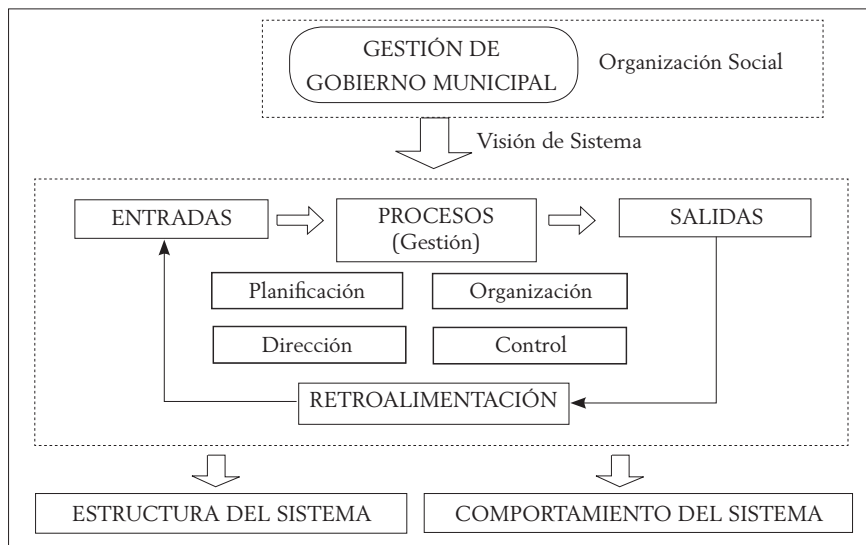 GESTIÓN DE
GOBIERNO MUNICIPAL
Organización Social
Visión de Sistema
ENTRADAS
PROCESOS
(Gestión)
SALIDAS
Planificación
Organización
Dirección
Control
RETROALIMENTACIÓN
ESTRUCTURA DEL SISTEMA
COMPORTAMIENTO DEL SISTEMA